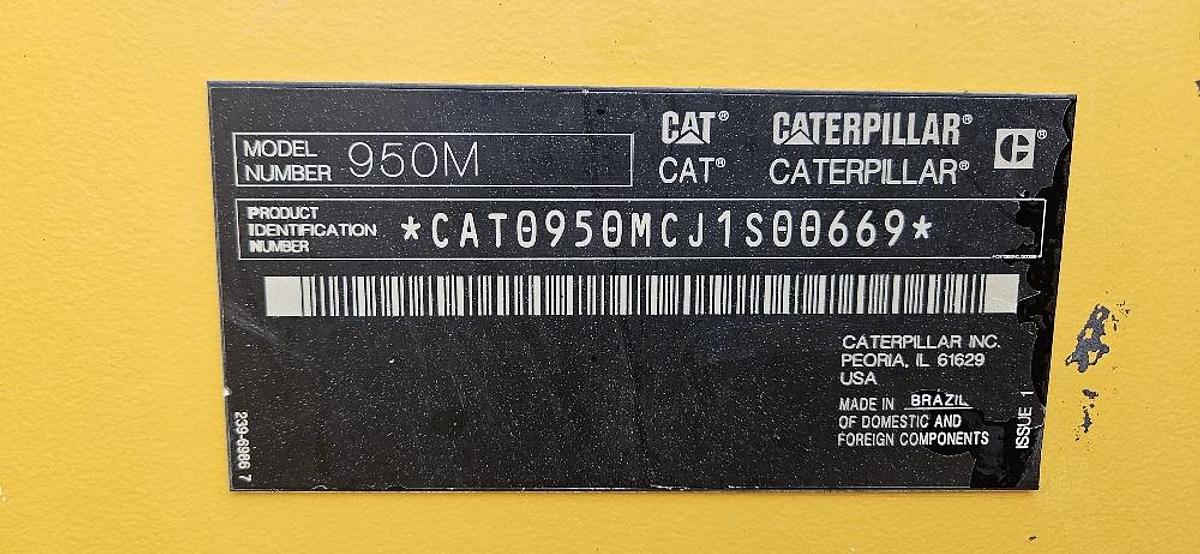 MODEL
NUMBER 950M
CAT® CATERPILLAR® C®
CAT® CATERPILLAR®
PRODUCT
IDENTIFICATION
NUMBER
*CAT0950MCJ1S00669*
CATERPILLAR INC.
PEORIA, IL 61629
USA
MADE IN BRAZIL
OF DOMESTIC AND
FOREIGN COMPONENTS
ISSUE 1
239-6966 7